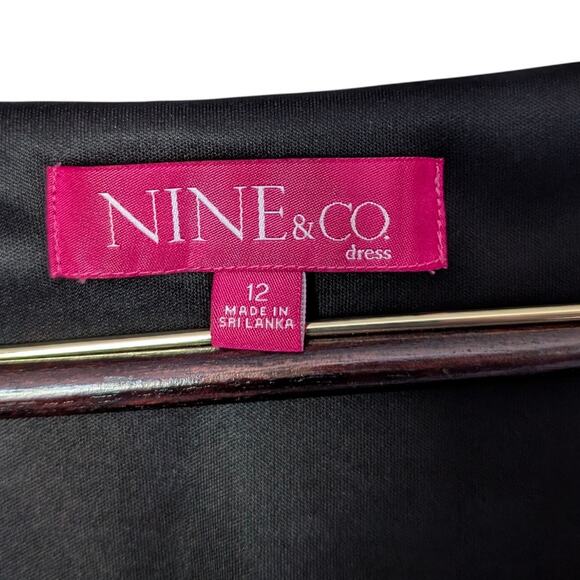 NINE & CO.
dress
12
MADE IN
SRI LANKA